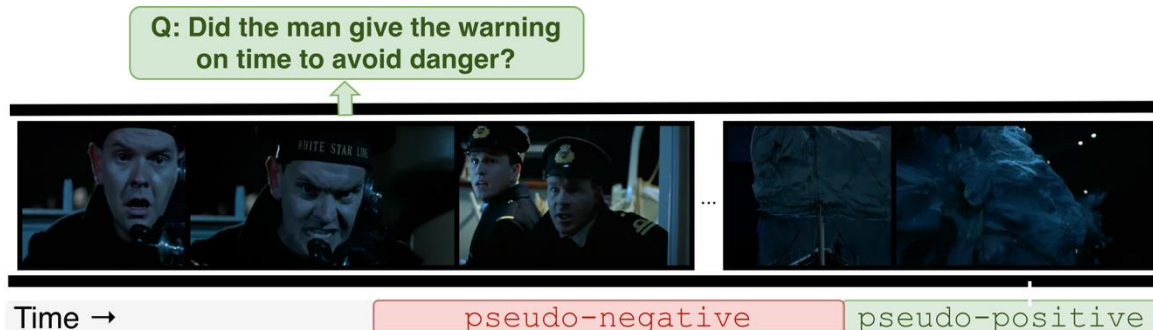 Q: Did the man give the warning
on time to avoid danger?
WHITE STAR LINE
...
Time →
pseudo-negative
pseudo-positive